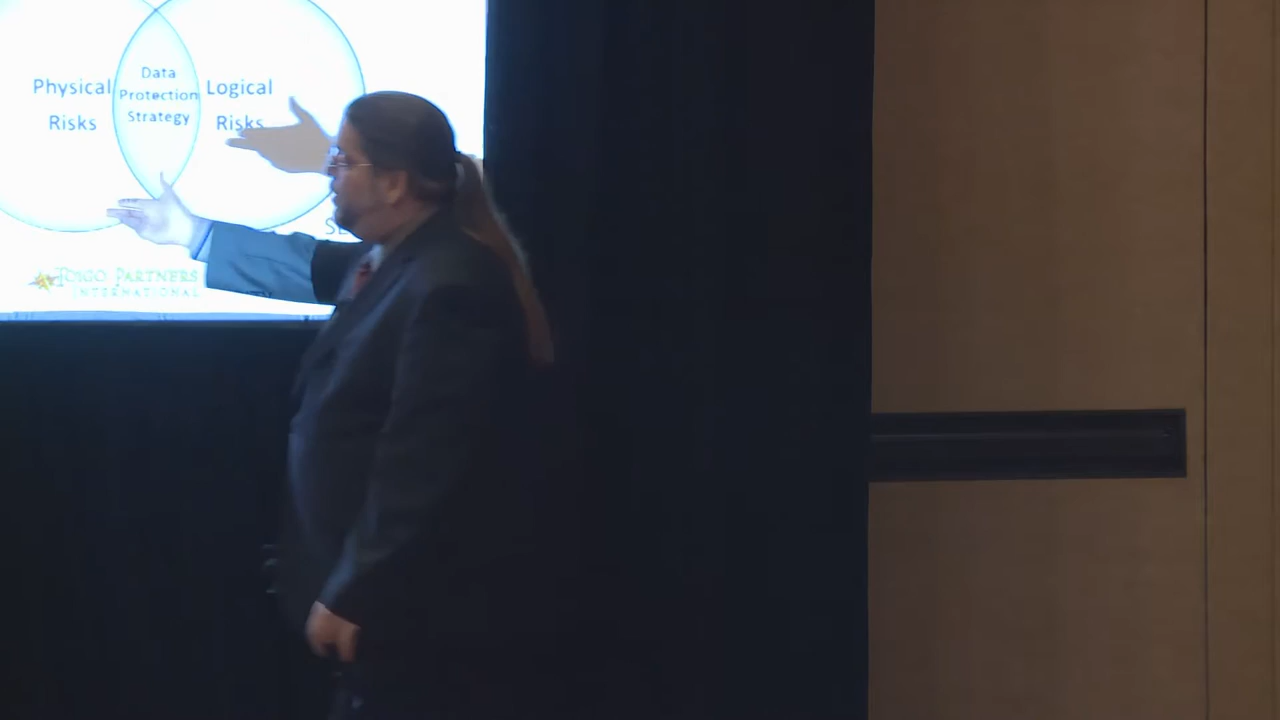 Physical
Risks
Data
Protection
Strategy
Logical
Risks
TOIGO PARTNERS
INTERNATIONAL